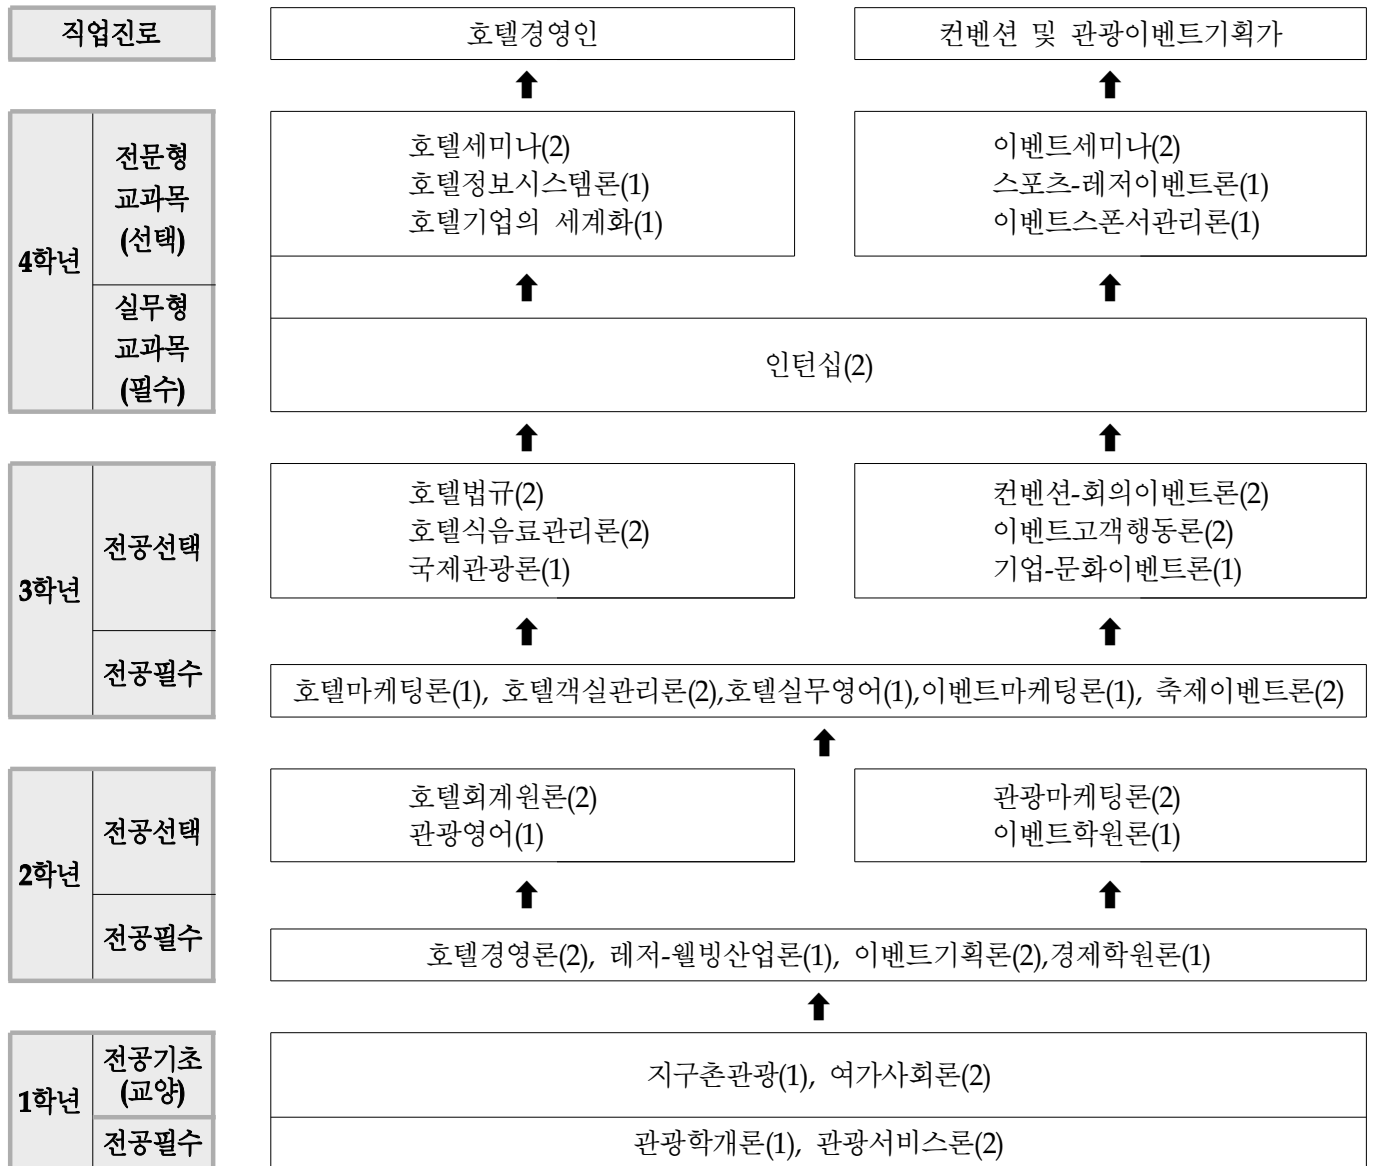 직업진로
호텔경영인
컨벤션 및 관광이벤트기획가
4학년
전문형
교과목
(선택)
호텔세미나(2)
호텔정보시스템론(1)
호텔기업의 세계화(1)
이벤트세미나(2)
스포츠-레저이벤트론(1)
이벤트스폰서관리론(1)
실무형
교과목
(필수)
인턴십(2)
3학년
전공선택
호텔법규(2)
호텔식음료관리론(2)
국제관광론(1)
컨벤션-회의이벤트론(2)
이벤트고객행동론(2)
기업-문화이벤트론(1)
전공필수
호텔마케팅론(1), 호텔객실관리론(2),호텔실무영어(1),이벤트마케팅론(1), 축제이벤트론(2)
2학년
전공선택
호텔회계원론(2)
관광영어(1)
관광마케팅론(2)
이벤트학원론(1)
전공필수
호텔경영론(2), 레저-웰빙산업론(1), 이벤트기획론(2),경제학원론(1)
1학년
전공기초
(교양)
지구촌관광(1), 여가사회론(2)
전공필수
관광학개론(1), 관광서비스론(2)